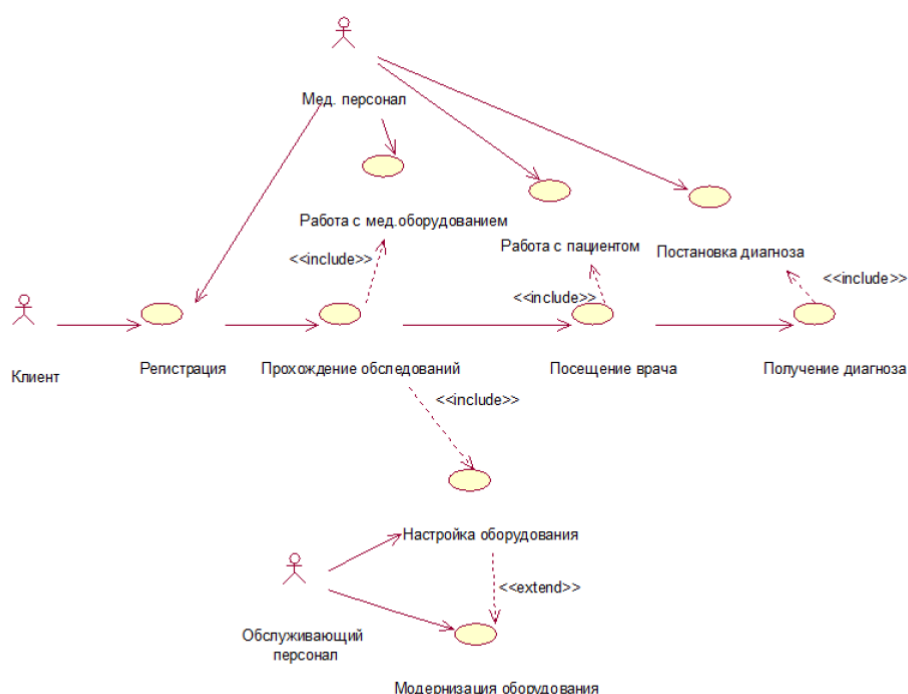 Мед. персонал
Работа с мед.оборудованием
<<include>>
Работа с пациентом
<<include>>
Постановка диагноза
<<include>>
Клиент
Регистрация
Прохождение обследований
Посещение врача
Получение диагноза
<<include>>
Настройка оборудования
<<extend>>
Обслуживающий
персонал
Модернизация оборудования